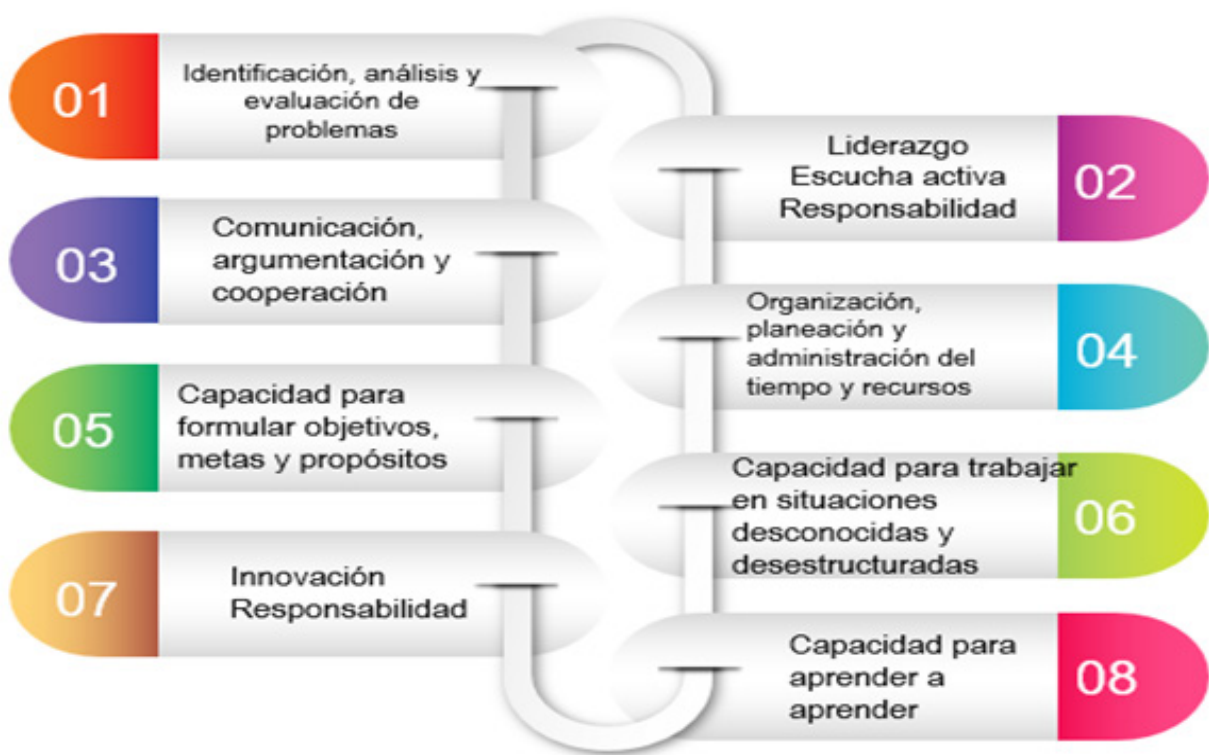 01
Identificación, análisis y
evaluación de
problemas
Liderazgo
Escucha activa
Responsabilidad
02
03
Comunicación,
argumentación y
cooperación
Organización,
planeación y
administración del
tiempo y recursos
04
05
Capacidad para
formular objetivos,
metas y propósitos
Capacidad para trabajar
en situaciones
desconocidas y
desestructuradas
06
07
Innovación
Responsabilidad
Capacidad para
aprender a
aprender
08